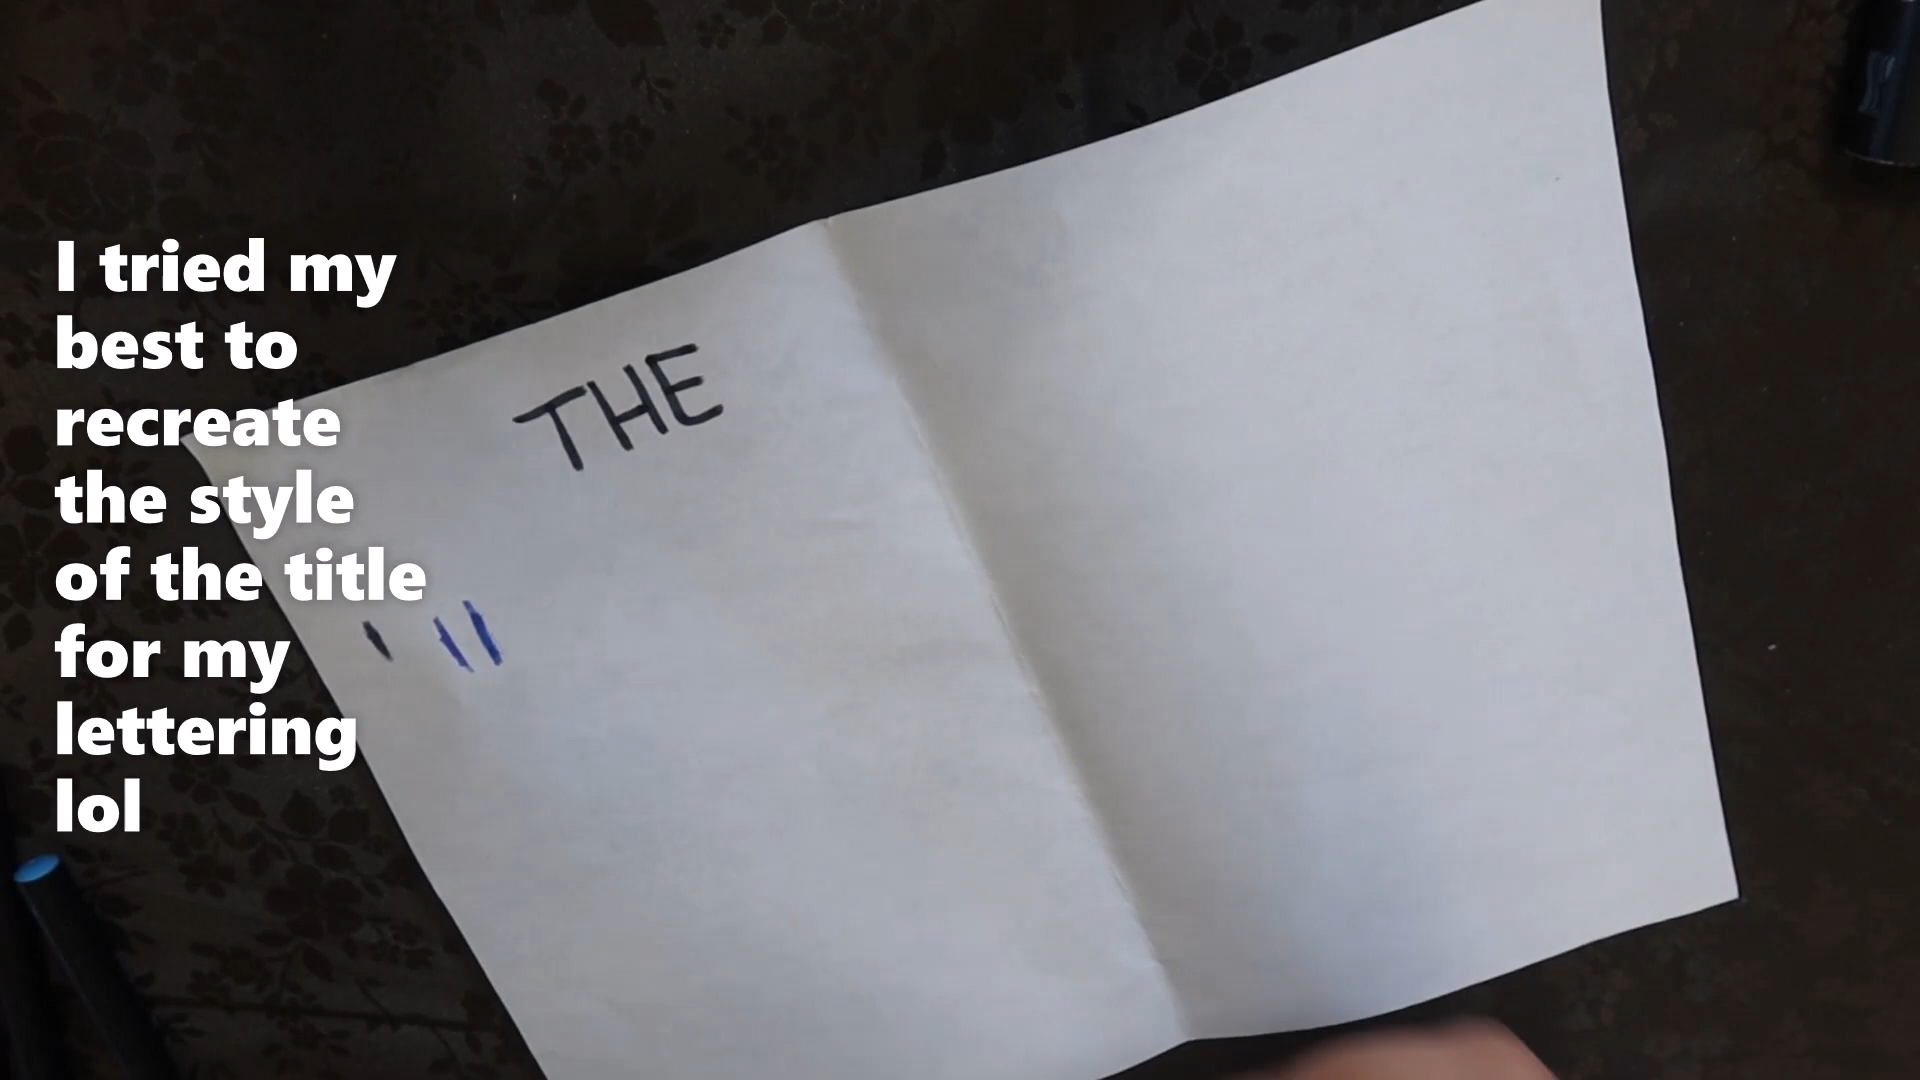 I tried my
best to
recreate
the style
of the title
for my
lettering
lol
THE